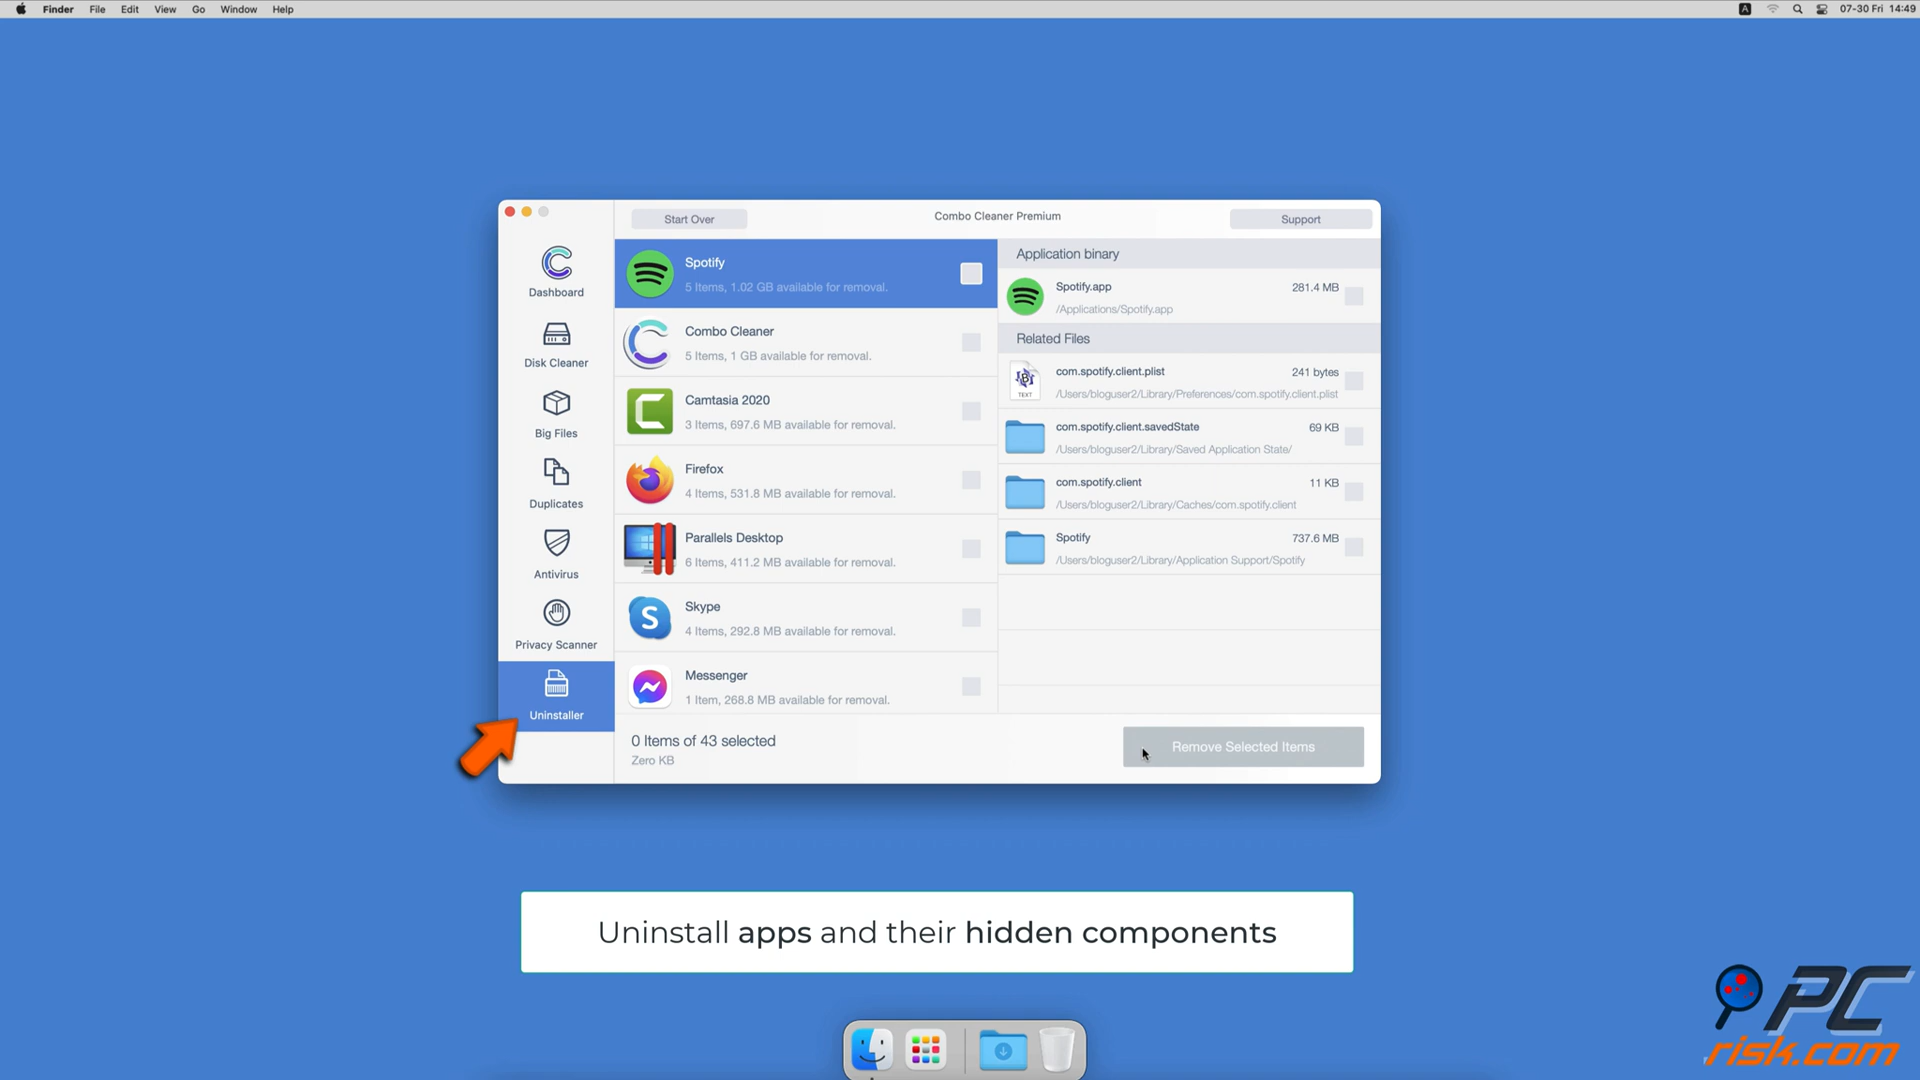 Finder File Edit View Go Window Help
A 07-30 Fri 14:49
Start Over
Combo Cleaner Premium
Support
Dashboard
Disk Cleaner
Big Files
Duplicates
Antivirus
Privacy Scanner
Uninstaller
Spotify
5 Items, 1.02 GB available for removal.
Combo Cleaner
5 Items, 1 GB available for removal.
Camtasia 2020
3 Items, 697.6 MB available for removal.
Firefox
4 Items, 531.8 MB available for removal.
Parallels Desktop
6 Items, 411.2 MB available for removal.
Skype
4 Items, 292.8 MB available for removal.
Messenger
1 Item, 268.8 MB available for removal.
Application binary
Spotify.app 281.4 MB
/Applications/Spotify.app
Related Files
com.spotify.client.plist 241 bytes
/Users/bloguser2/Library/Preferences/com.spotify.client.plist
TEXT
com.spotify.client.savedState 69 KB
/Users/bloguser2/Library/Saved Application State/
com.spotify.client 11 KB
/Users/bloguser2/Library/Caches/com.spotify.client
Spotify 737.6 MB
/Users/bloguser2/Library/Application Support/Spotify
0 Items of 43 selected
Zero KB
Remove Selected Items
Uninstall apps and their hidden components
PC
risk.com